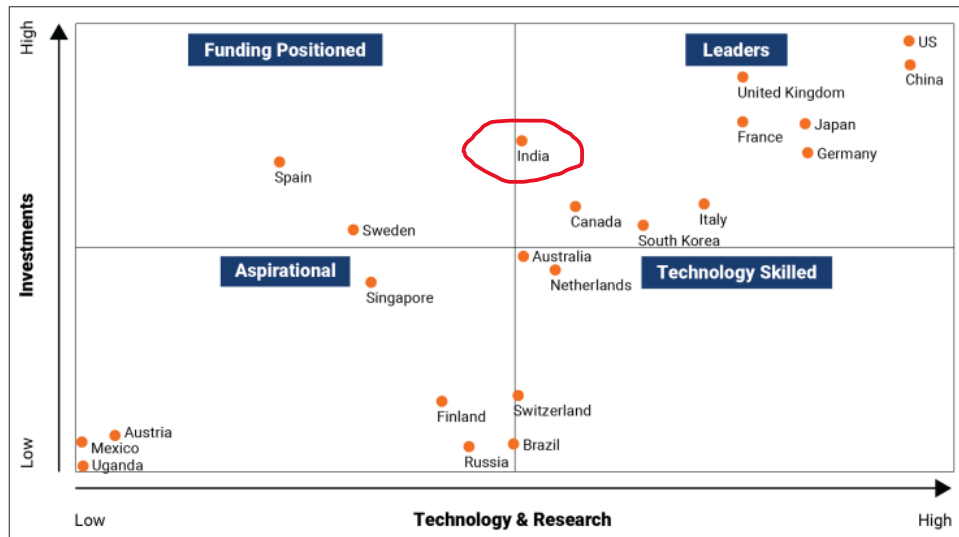 High
Funding Positioned
Leaders
US
China
United Kingdom
France
Japan
Germany
India
Spain
Canada
Italy
South Korea
Sweden
Investments
Australia
Aspirational
Netherlands
Technology Skilled
Singapore
Finland
Switzerland
Austria
Mexico
Brazil
Russia
Uganda
Low
Low
Technology & Research
High